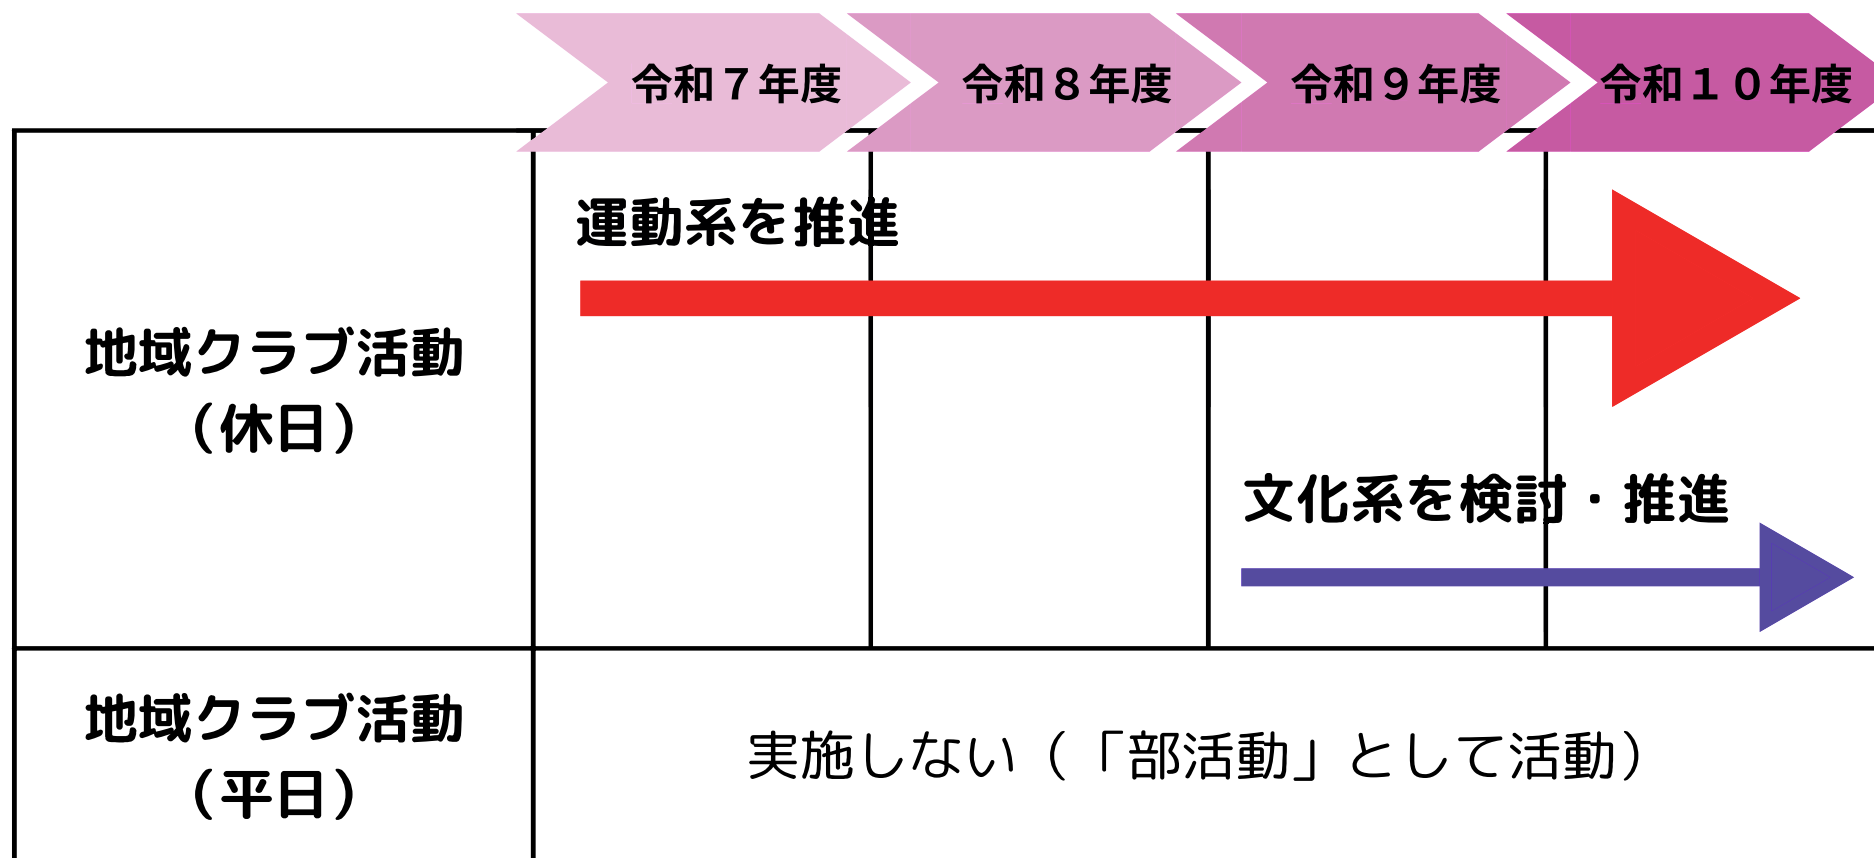 令和７年度
令和８年度
令和９年度
令和１０年度
運動系を推進
地域クラブ活動
（休日）
文化系を検討・推進
地域クラブ活動
（平日）
実施しない（「部活動」として活動）